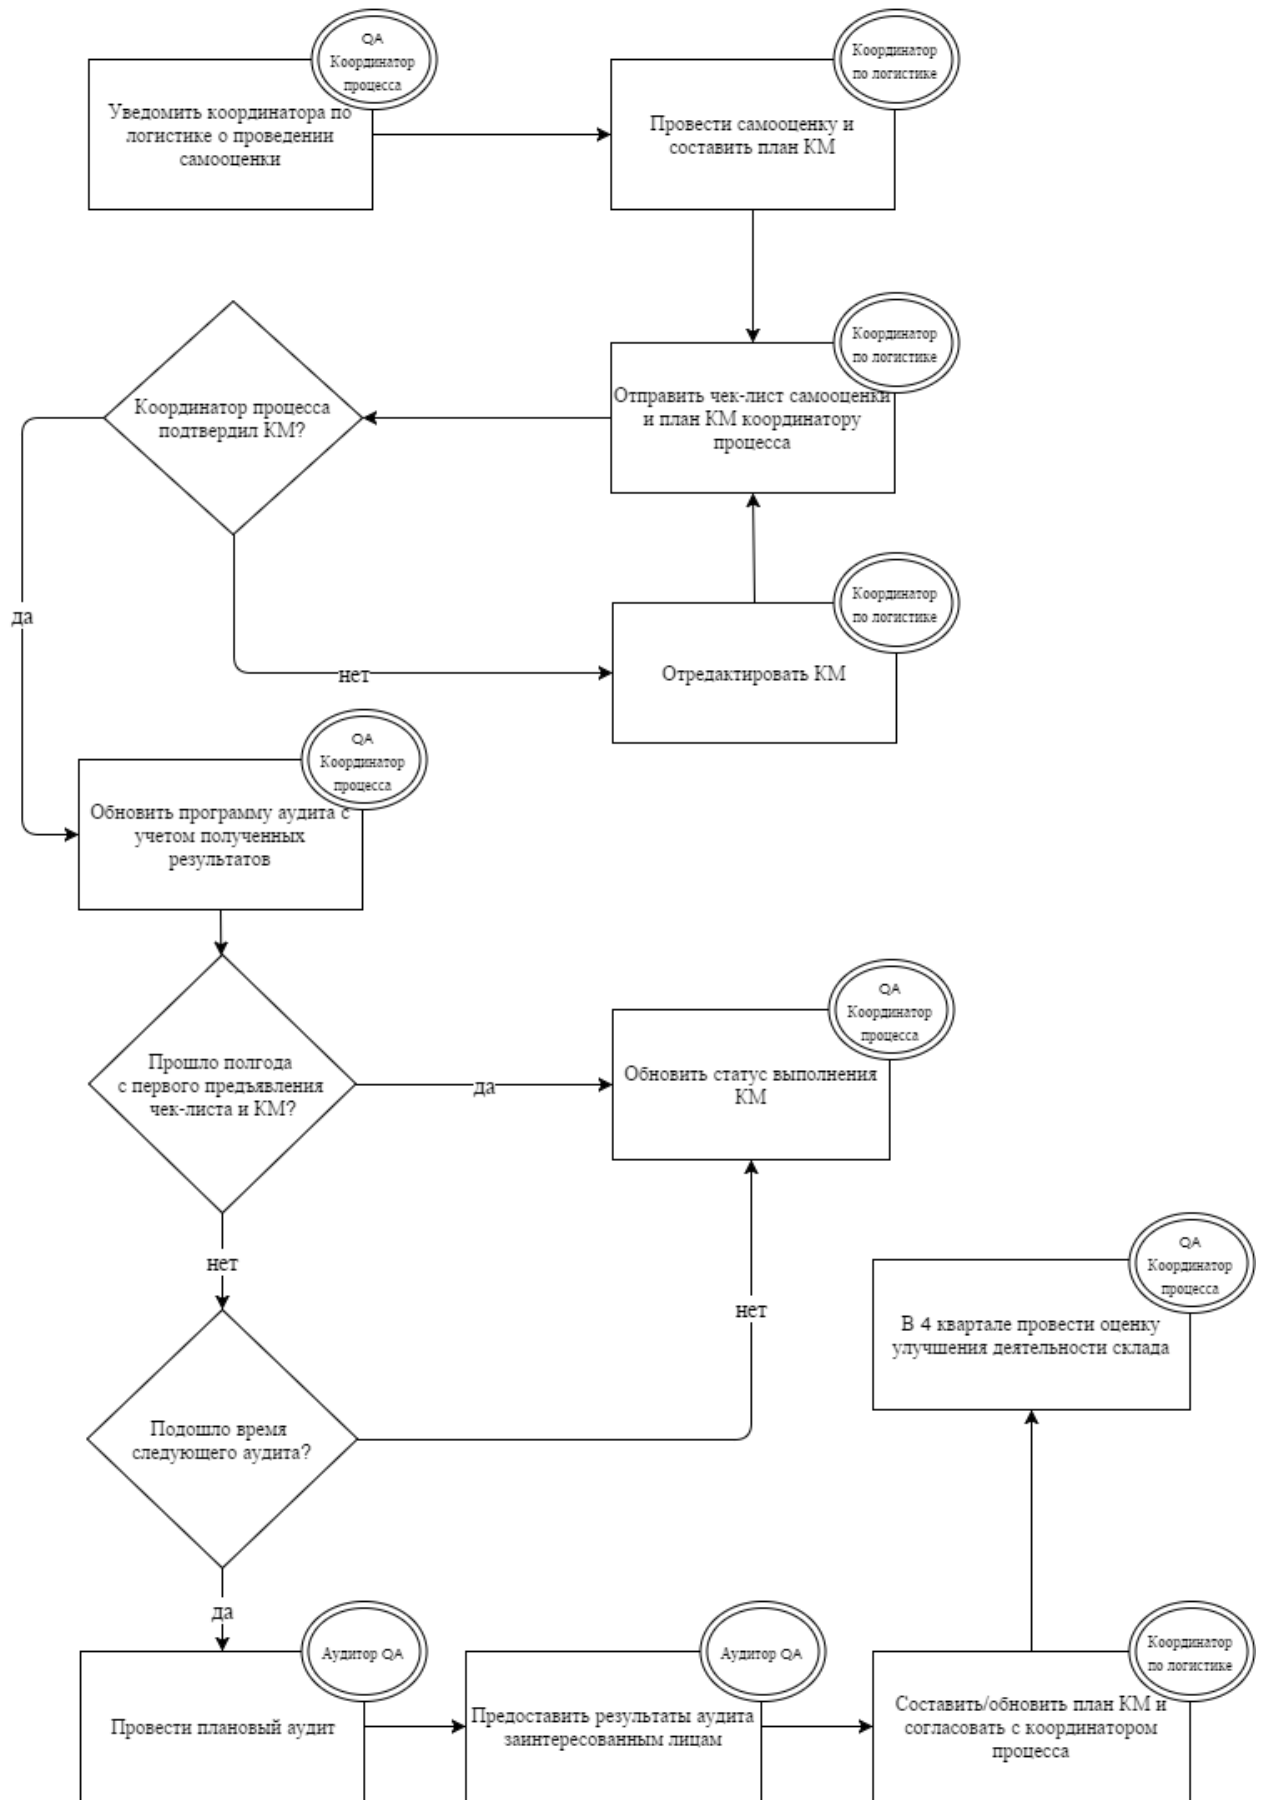 QA
Координатор
процесса
Уведомить координатора по
логистике о проведении
самооценки
Координатор
по логистике
Провести самооценку и
составить план КМ
Координатор
по логистике
Отправить чек-лист самооценки
и план КМ координатору
процесса
Координатор процесса
подтвердил КМ?
да
нет
Координатор
по логистике
Отредактировать КМ
QA
Координатор
процесса
Обновить программу аудита с
учетом полученных
результатов
Прошло полгода
с первого предъявления
чек-листа и КМ?
да
QA
Координатор
процесса
Обновить статус выполнения
КМ
нет
нет
Подошло время
следующего аудита?
QA
Координатор
процесса
В 4 квартале провести оценку
улучшения деятельности склада
да
Аудитор QA
Провести плановый аудит
Аудитор QA
Предоставить результаты аудита
заинтересованным лицам
Координатор
по логистике
Составить/обновить план КМ и
согласовать с координатором
процесса